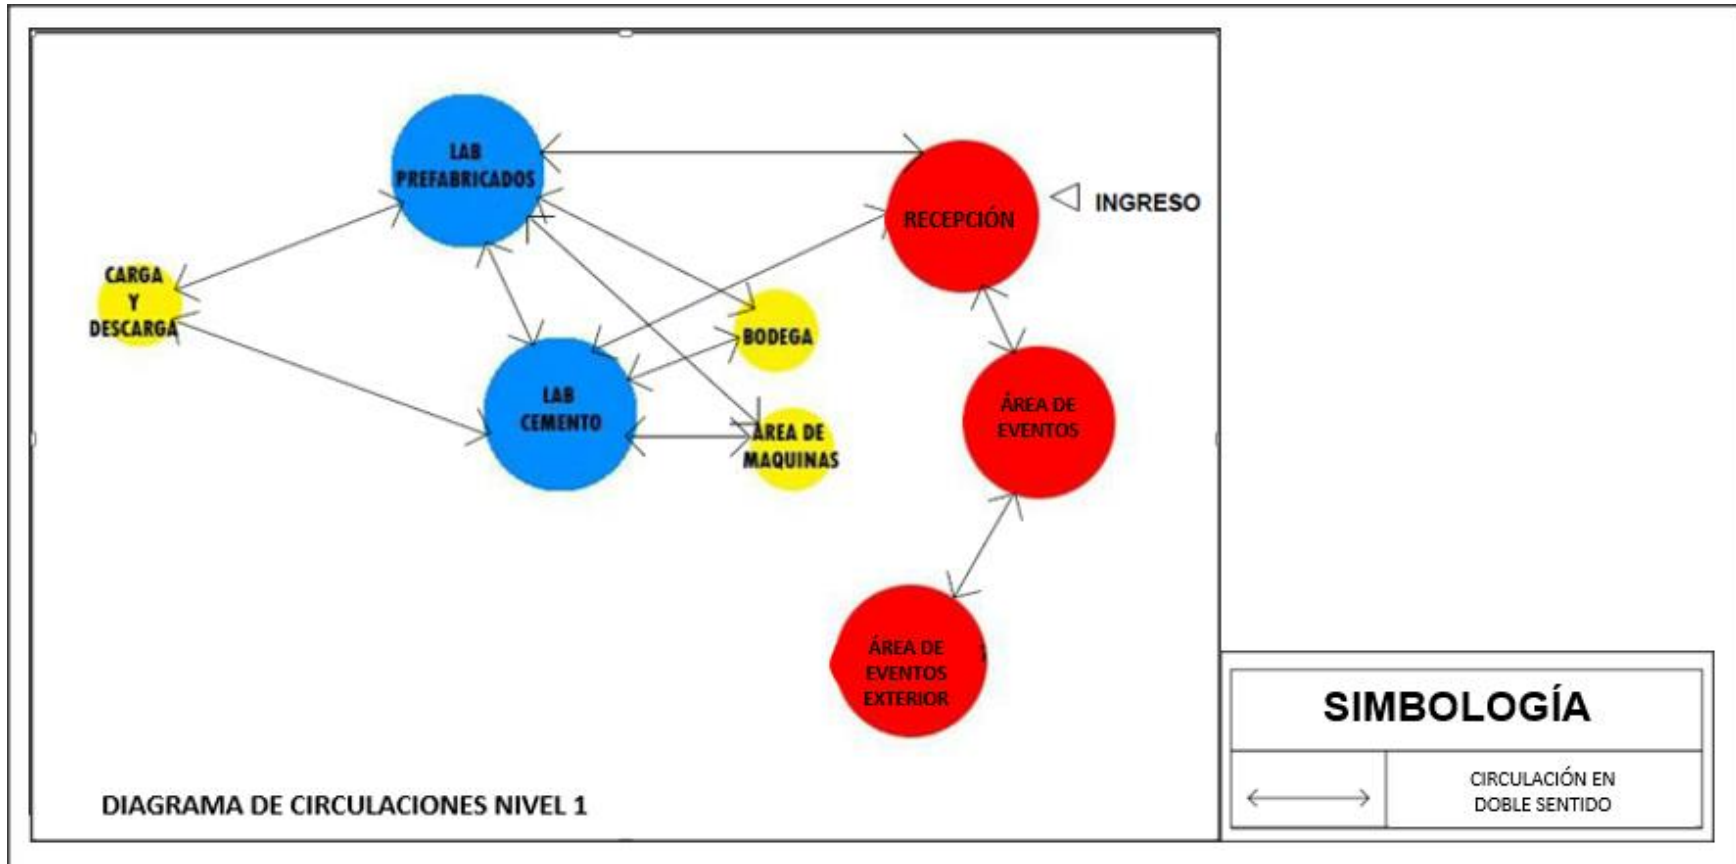 LAB
PREFABRICADOS
RECEPCIÓN
INGRESO
CARGA
Y
DESCARGA
BODEGA
LAB
CEMENTO
ÁREA DE
MAQUINAS
ÁREA DE
EVENTOS
ÁREA DE
EVENTOS
EXTERIOR
DIAGRAMA DE CIRCULACIONES NIVEL 1
SIMBOLOGÍA
CIRCULACIÓN EN
DOBLE SENTIDO